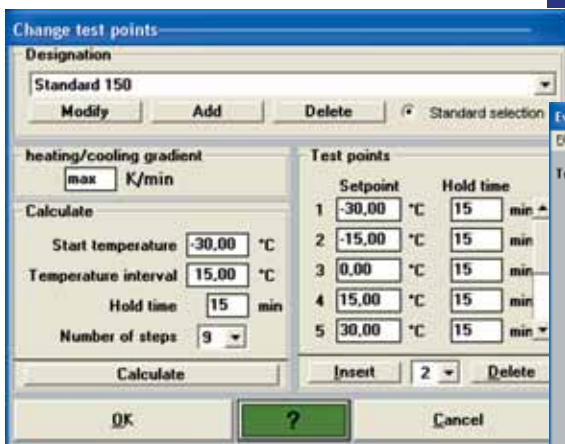 Change test points
Designation
Standard 150
Modify Add Delete Standard selection
heating/cooling gradient
max K/min
Calculate
Start temperature -30,00 °C
Temperature interval 15,00 °C
Hold time 15 min
Number of steps 9
Calculate
Test points
Setpoint Hold time
1 -30,00 °C 15 min
2 -15,00 °C 15 min
3 0,00 °C 15 min
4 15,00 °C 15 min
5 30,00 °C 15 min
Insert 2 Delete
OK ? Cancel